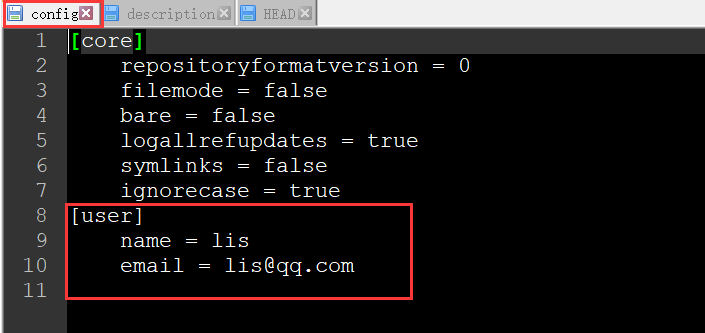 config description HEAD
1 [core]
2 repositoryformatversion = 0
3 filemode = false
4 bare = false
5 logallrefupdates = true
6 symlinks = false
7 ignorecase = true
8 [user]
9 name = lis
10 email = lis@qq.com
11